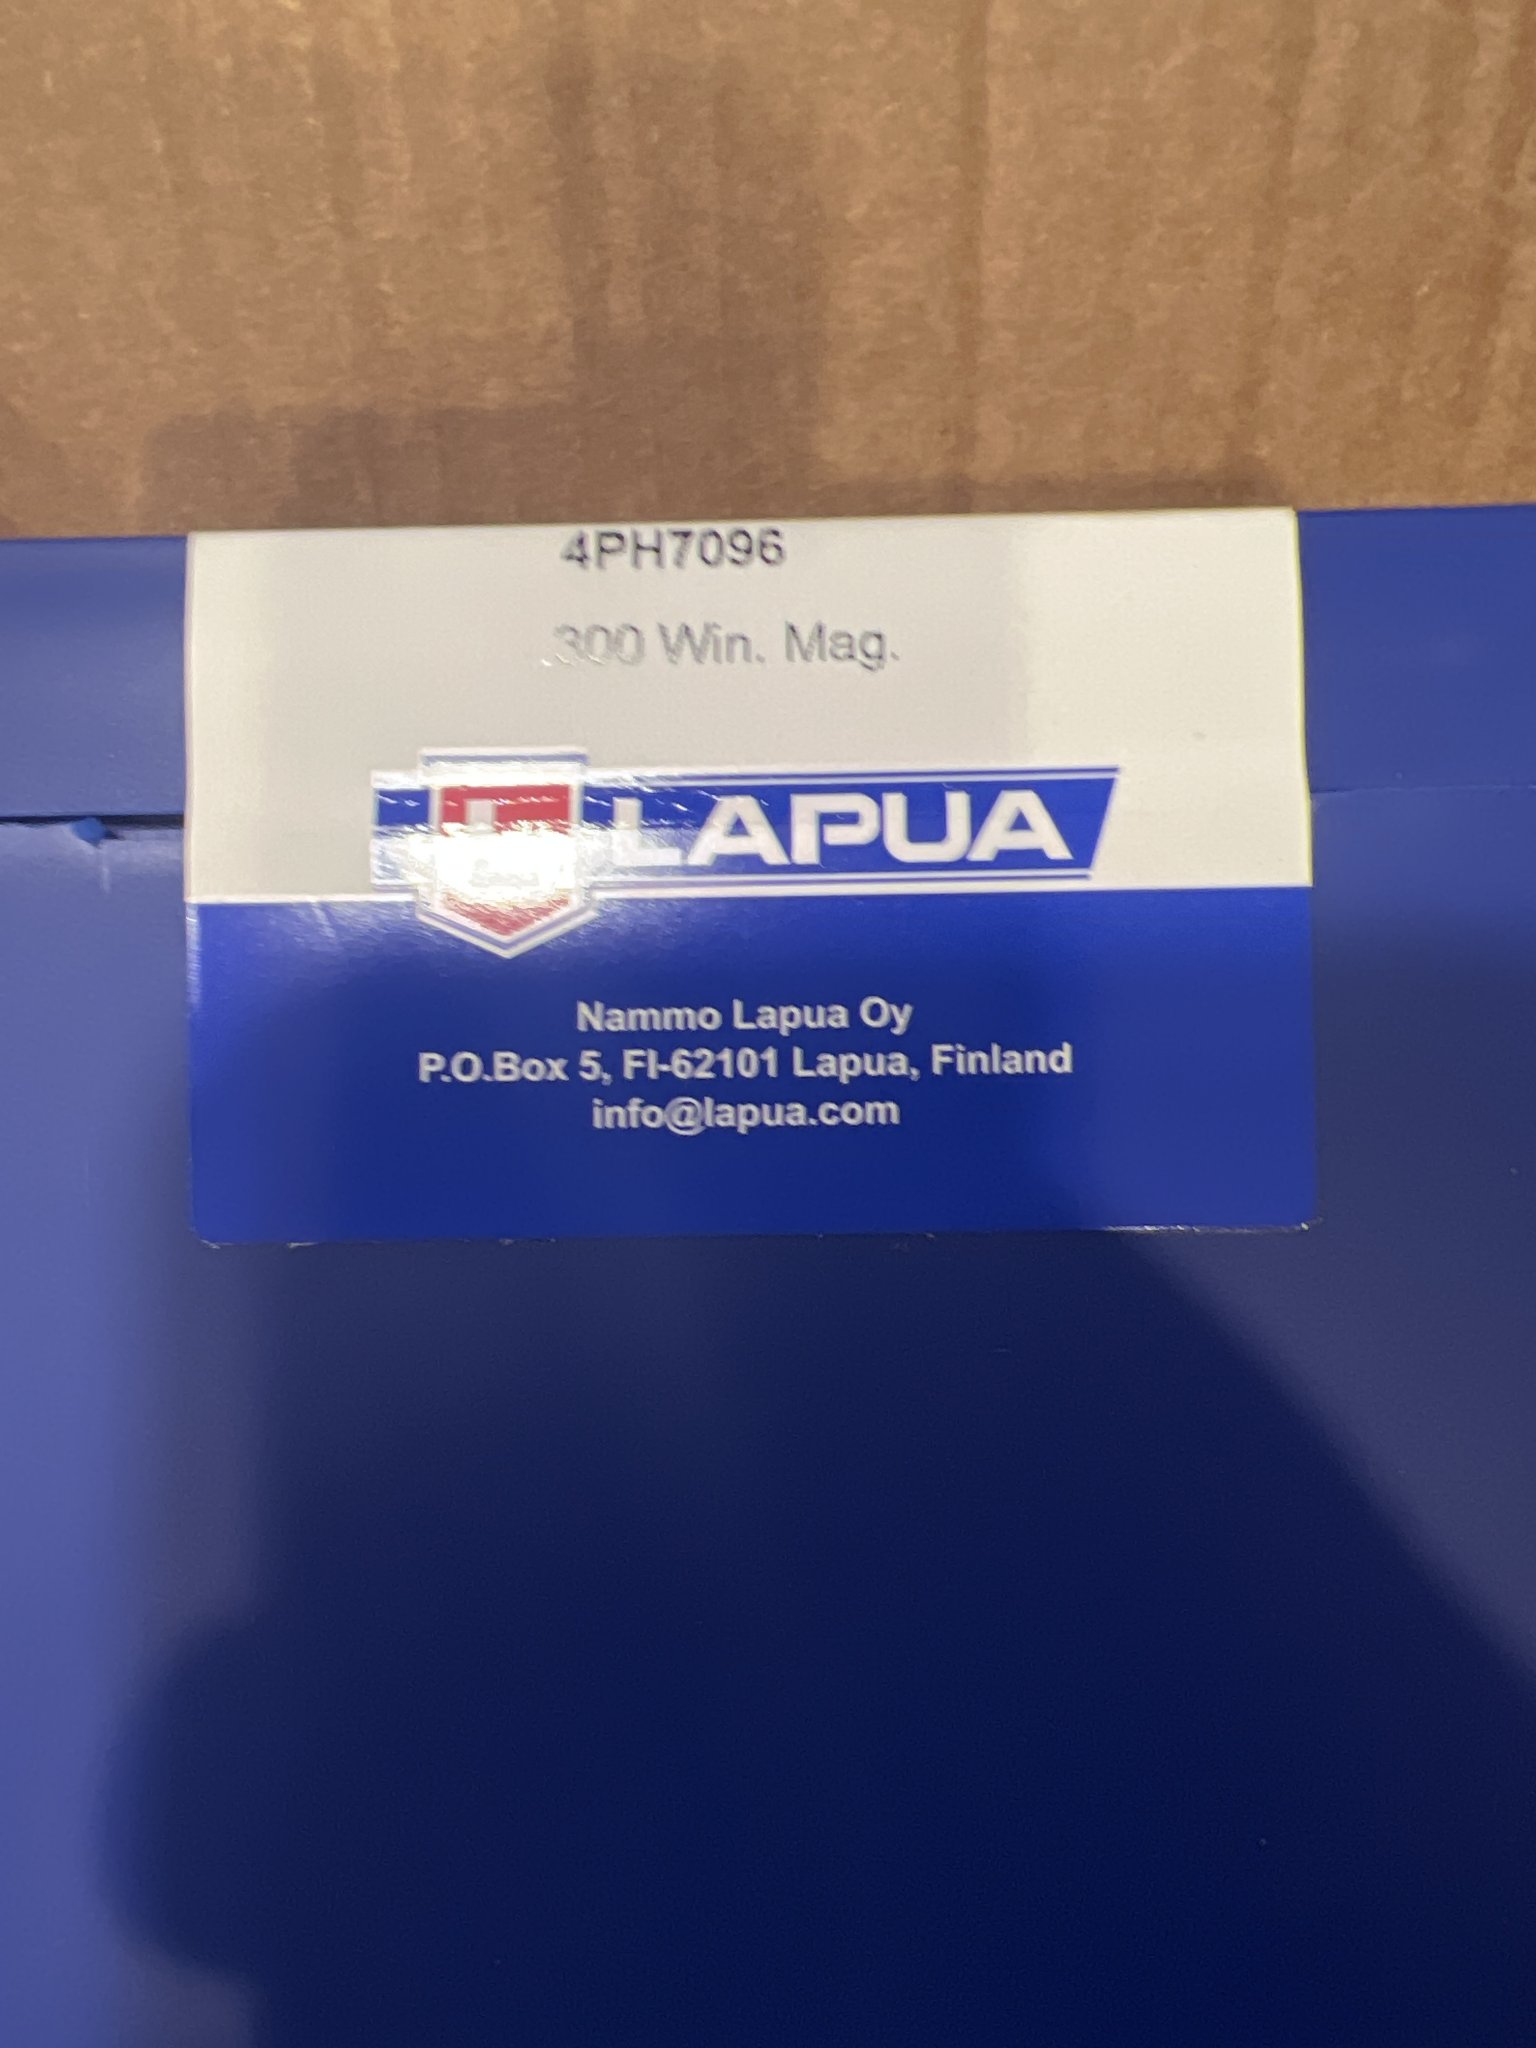 4PH7096
.300 Win. Mag.
LAPUA
Nammo Lapua Oy
P.O.Box 5, FI-62101 Lapua, Finland
info@lapua.com